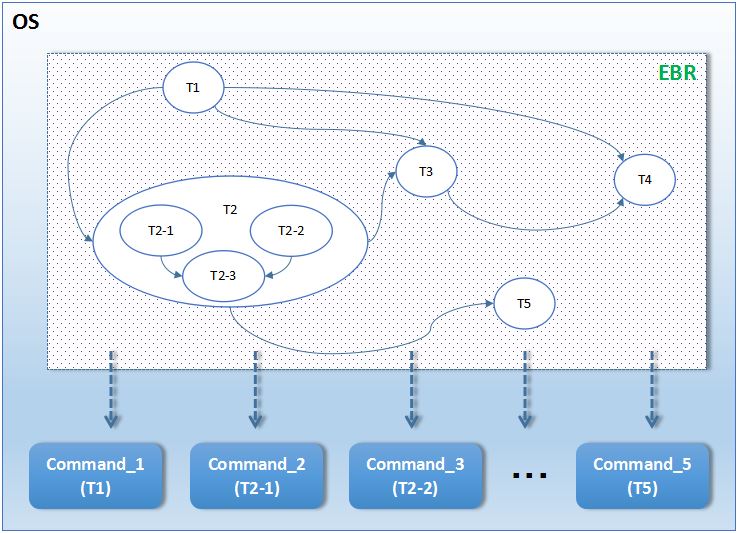 OS
EBR
T1
T3
T4
T2
T2-1
T2-2
T2-3
T5
Command_1
(T1)
Command_2
(T2-1)
Command_3
(T2-2)
...
Command_5
(T5)